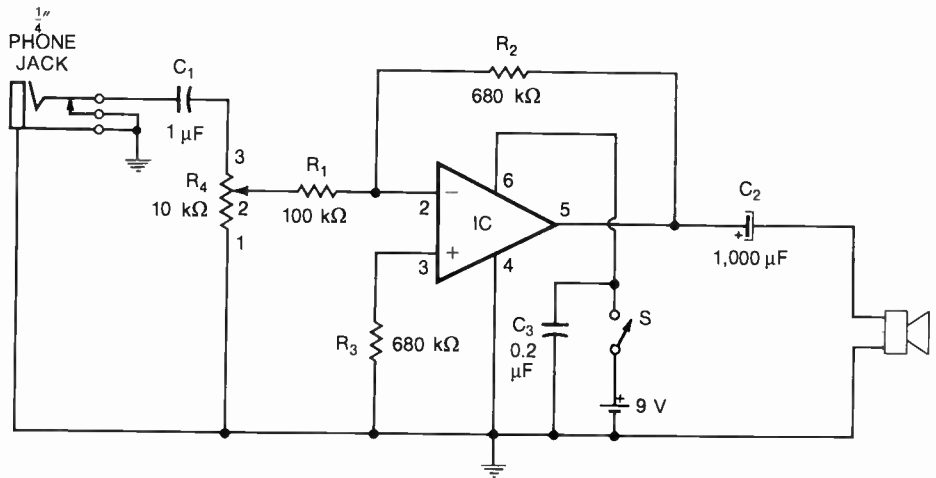 1/4"
PHONE
JACK
C1
1 µF
3
R4
10 kΩ
2
1
R1
100 kΩ
R2
680 kΩ
6
−
2
IC
5
+
3
4
R3
680 kΩ
C3
0.2
µF
S
+
9 V
C2
+
1,000 µF